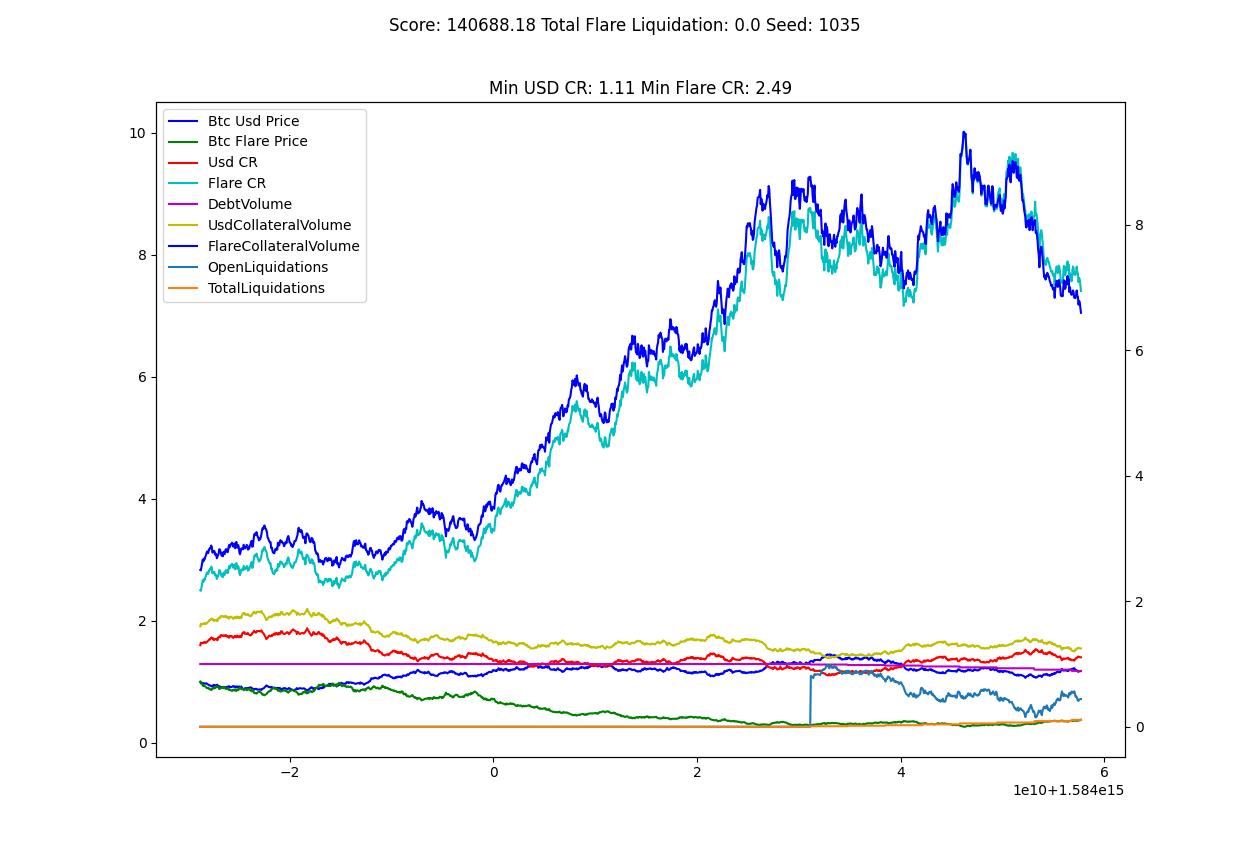 Score: 140688.18 Total Flare Liquidation: 0.0 Seed: 1035
Min USD CR: 1.11 Min Flare CR: 2.49
Btc Usd Price
Btc Flare Price
Usd CR
Flare CR
DebtVolume
UsdCollateralVolume
FlareCollateralVolume
OpenLiquidations
TotalLiquidations
10
8
6
4
2
0
8
6
4
2
0
−2
0
2
4
6
1e10+1.584e15